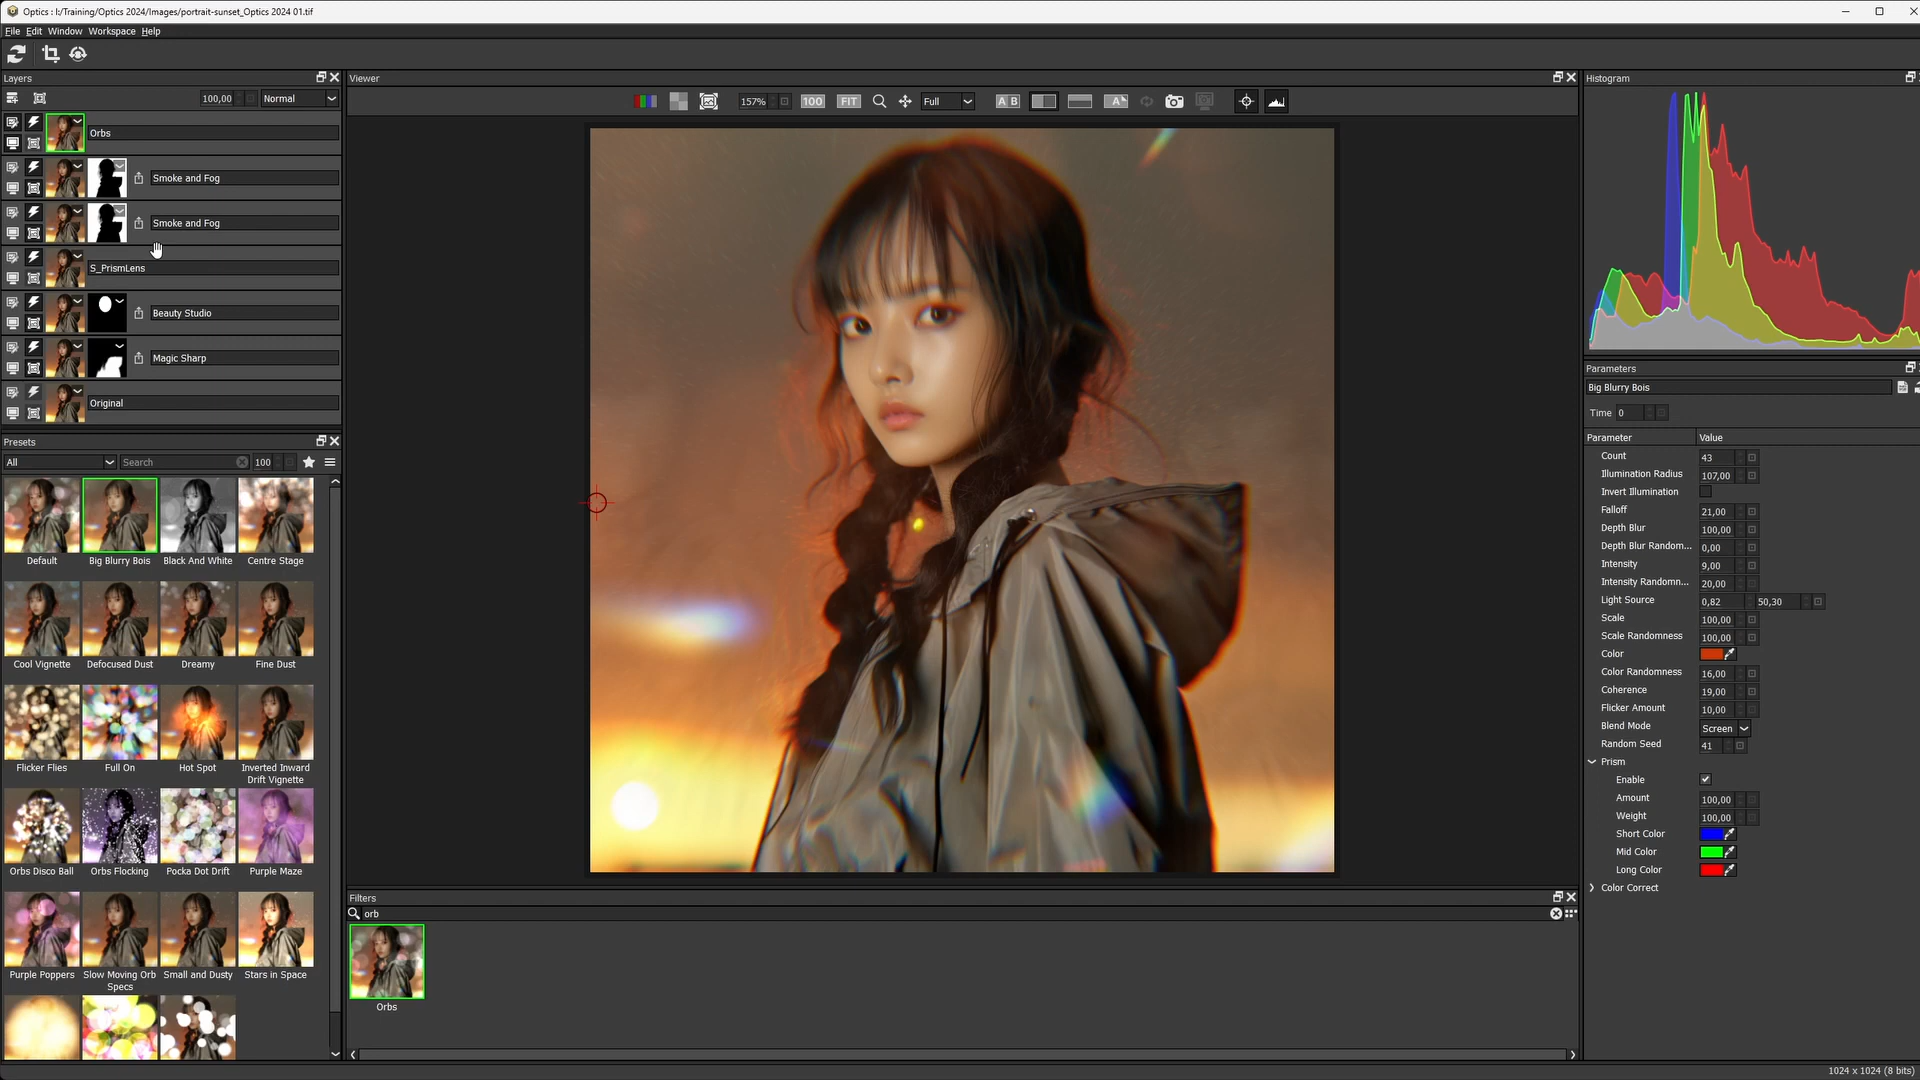 Optics : I:/Training/Optics 2024/Images/portrait-sunset_Optics 2024 01.tif
File Edit Window Workspace Help
Layers
100,00 Normal
Orbs
Smoke and Fog
Smoke and Fog
S_PrismLens
Beauty Studio
Magic Sharp
Original
Presets
All Search 100
Default Big Blurry Bois Black And White Centre Stage
Cool Vignette Defocused Dust Dreamy Fine Dust
Flicker Flies Full On Hot Spot Inverted Inward
Drift Vignette
Orbs Disco Ball Orbs Flocking Pocka Dot Drift Purple Maze
Purple Poppers Slow Moving Orb Small and Dusty Stars in Space
Specs
Viewer
157% 100 FIT Full A B A
Filters
orb
Orbs
Histogram
Parameters
Big Blurry Bois
Time 0
Parameter Value
Count 43
Illumination Radius 107,00
Invert Illumination
Falloff 21,00
Depth Blur 100,00
Depth Blur Random... 0,00
Intensity 9,00
Intensity Randomn... 20,00
Light Source 0,82 50,30
Scale 100,00
Scale Randomness 100,00
Color
Color Randomness 16,00
Coherence 19,00
Flicker Amount 10,00
Blend Mode Screen
Random Seed 41
Prism
Enable
Amount 100,00
Weight 100,00
Short Color
Mid Color
Long Color
Color Correct
1024 x 1024 (8 bits)